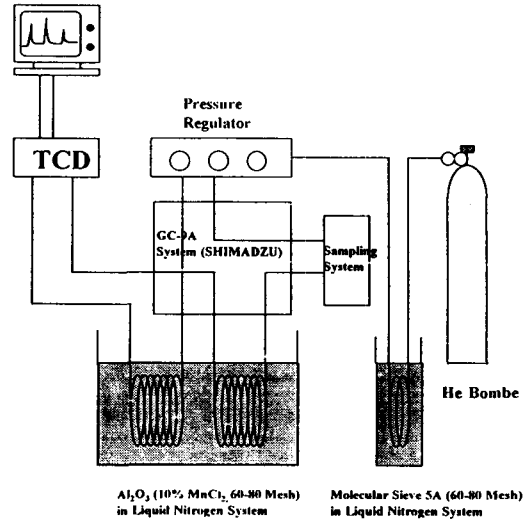 Pressure
Regulator
TCD
GC-9A
System (SHIMADZU)
Sampling
System
He Bombe
Al₂O₃ (10% MnCl₂, 60-80 Mesh)
in Liquid Nitrogen System
Molecular Sieve 5A (60-80 Mesh)
in Liquid Nitrogen System